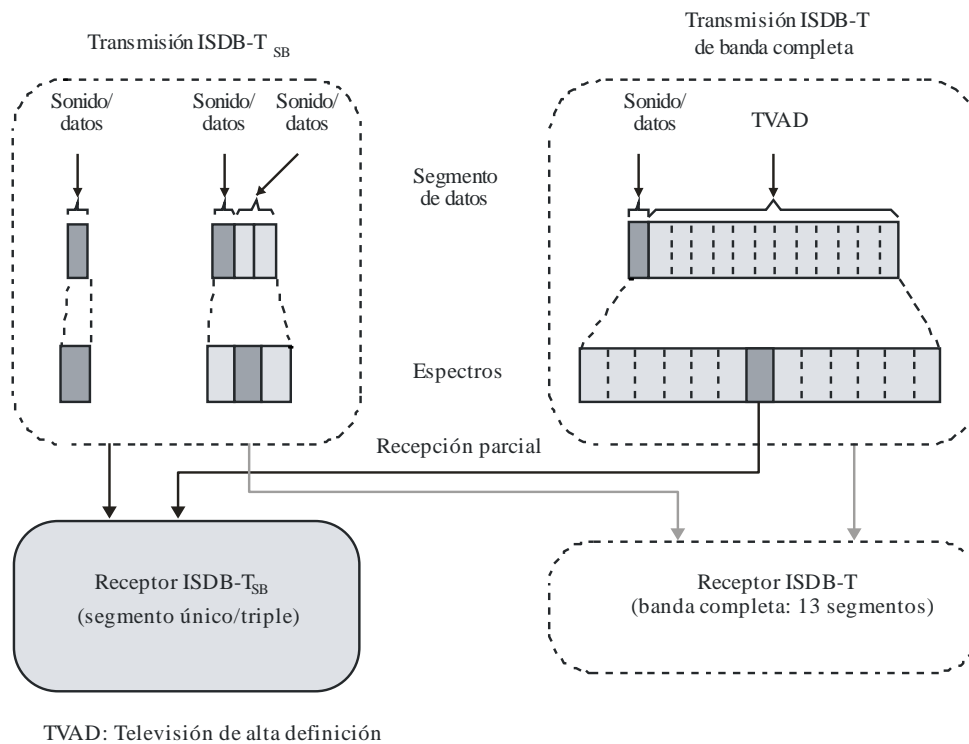 Transmisión ISDB-T SB
Transmisión ISDB-T
de banda completa
Sonido/
datos
Sonido/
datos
Sonido/
datos
Sonido/
datos
TVAD
Segmento
de datos
Espectros
Recepción parcial
Receptor ISDB-TSB
(segmento único/triple)
Receptor ISDB-T
(banda completa: 13 segmentos)
TVAD: Televisión de alta definición